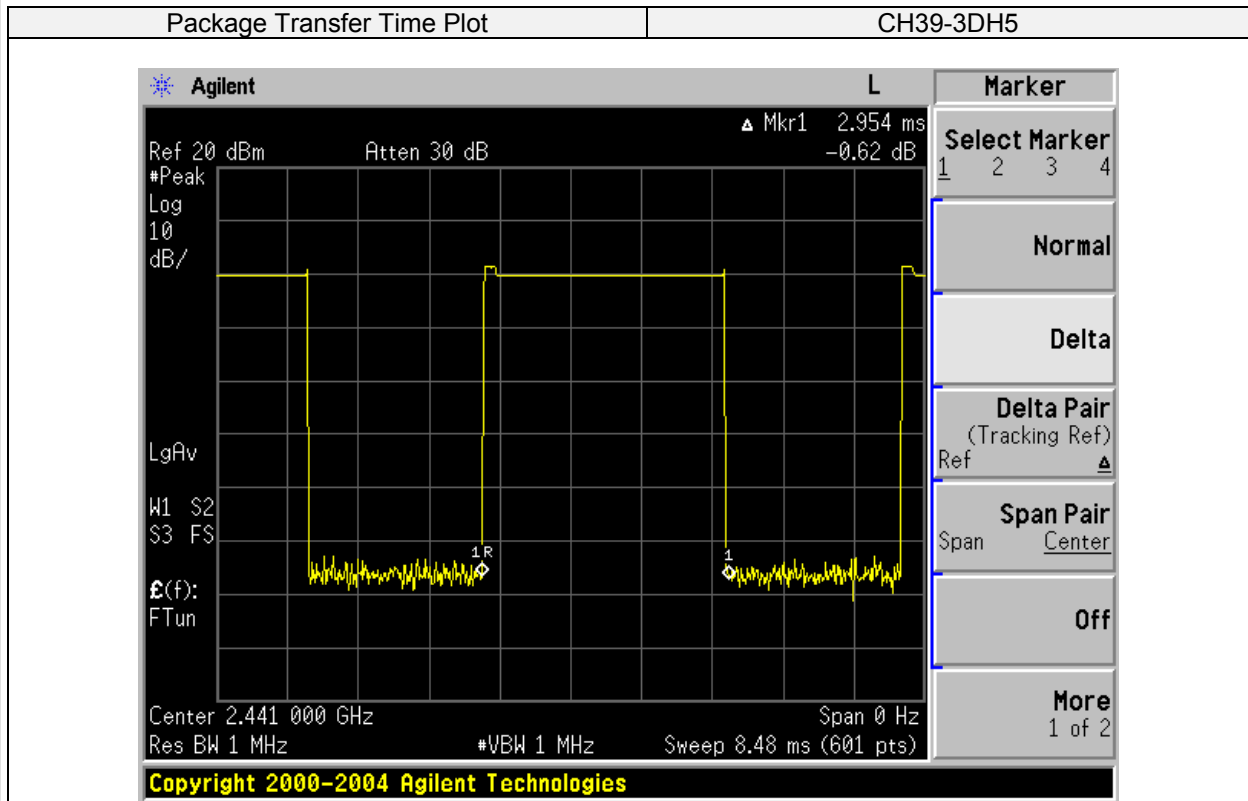 Package Transfer Time Plot CH39-3DH5
Agilent L Marker
Δ Mkr1 2.954 ms
Ref 20 dBm Atten 30 dB -0.62 dB
#Peak
Log
10
dB/
LgAv
W1 S2
S3 FS
£(f):
FTun
1R
1
Center 2.441 000 GHz Span 0 Hz
Res BW 1 MHz #VBW 1 MHz Sweep 8.48 ms (601 pts)
Select Marker
1 2 3 4
Normal
Delta
Delta Pair
(Tracking Ref)
Ref Δ
Span Pair
Span Center
Off
More
1 of 2
Copyright 2000-2004 Agilent Technologies